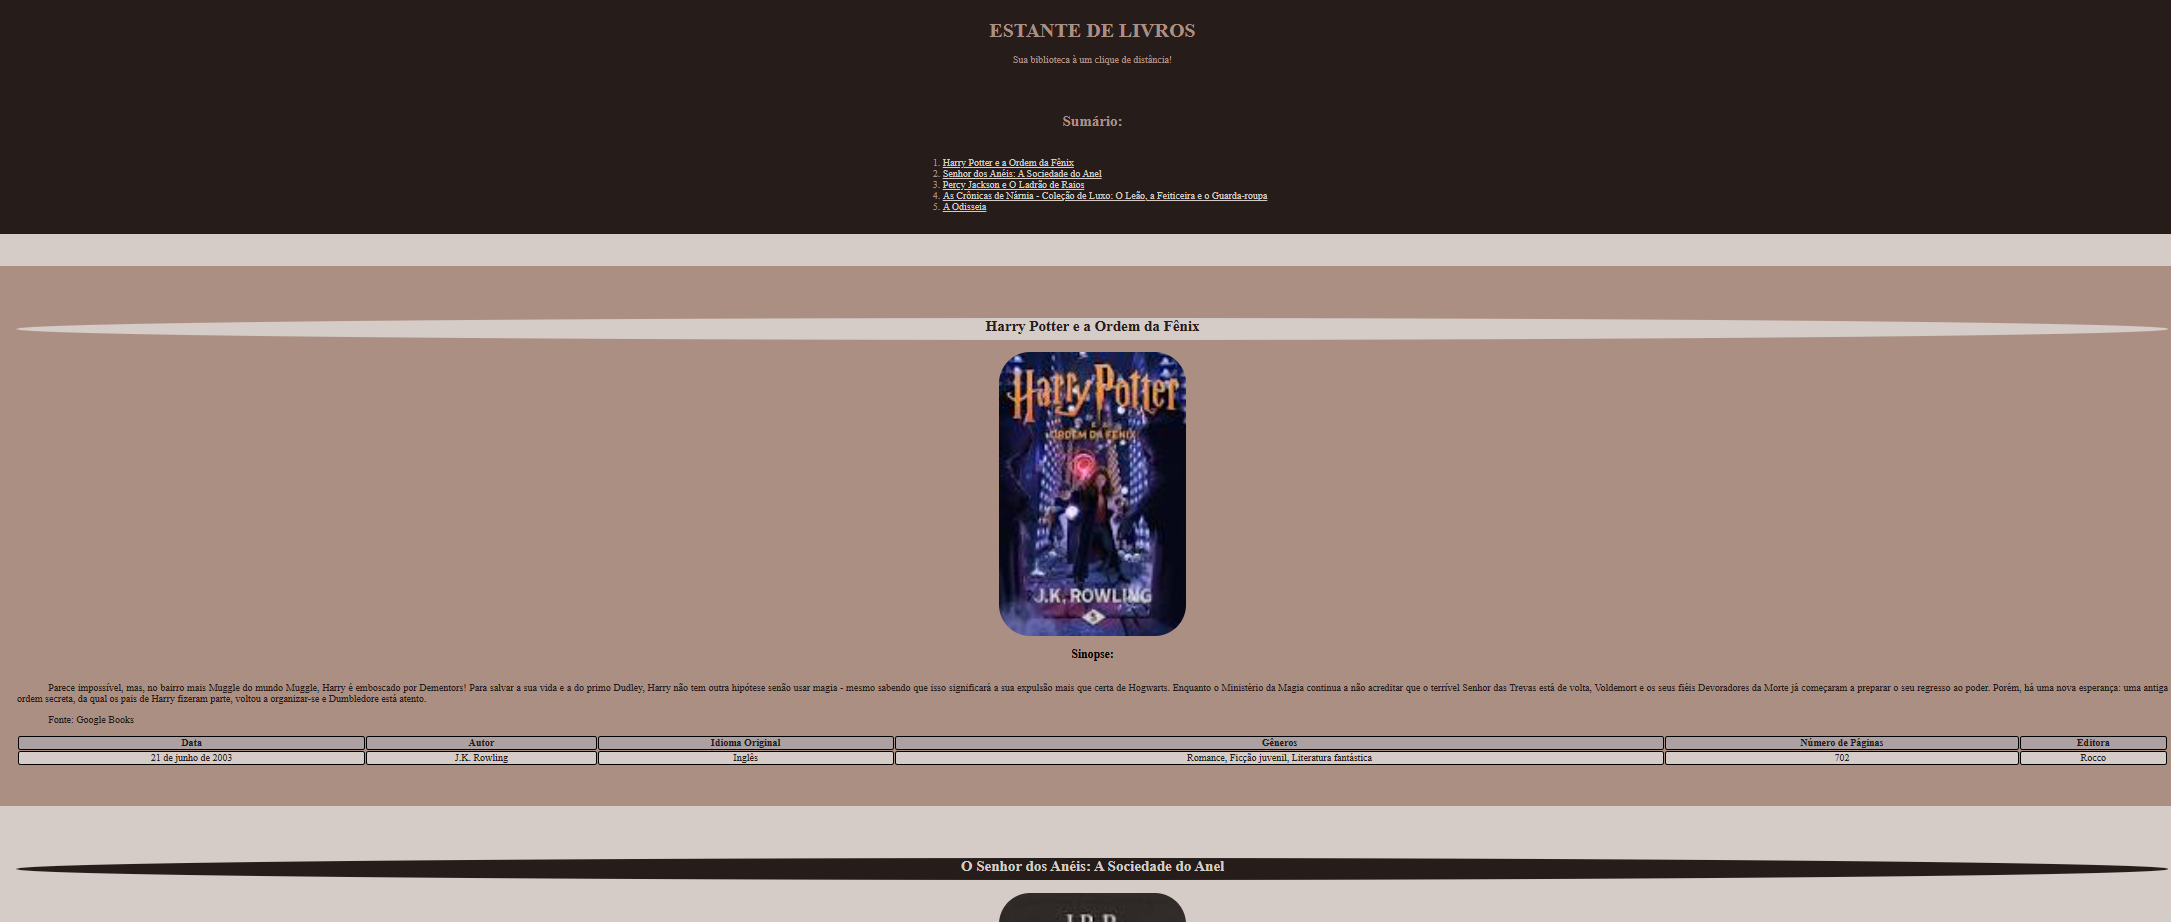 ESTANTE DE LIVROS
Sua biblioteca à um clique de distância!
Sumário:
1. Harry Potter e a Ordem da Fênix
2. Senhor dos Anéis: A Sociedade do Anel
3. Percy Jackson e O Ladrão de Raios
4. As Crônicas de Nárnia - Coleção de Luxo: O Leão, a Feiticeira e o Guarda-roupa
5. A Odisseia
Harry Potter e a Ordem da Fênix
Harry Potter
E A
ORDEM DA FÊNIX
J.K. ROWLING
5
Sinopse:
Parece impossível, mas, no bairro mais Muggle do mundo Muggle, Harry é emboscado por Dementors! Para salvar a sua vida e a do primo Dudley, Harry não tem outra hipótese senão usar magia - mesmo sabendo que isso significará a sua expulsão mais que certa de Hogwarts. Enquanto o Ministério da Magia continua a não acreditar que o terrível Senhor das Trevas está de volta, Voldemort e os seus fiéis Devoradores da Morte já começaram a preparar o seu regresso ao poder. Porém, há uma nova esperança: uma antiga
ordem secreta, da qual os pais de Harry fizeram parte, voltou a organizar-se e Dumbledore está atento.
Fonte: Google Books
Data Autor Idioma Original Gêneros Número de Páginas Editora
21 de junho de 2003 J.K. Rowling Inglês Romance, Ficção juvenil, Literatura fantástica 702 Rocco
O Senhor dos Anéis: A Sociedade do Anel